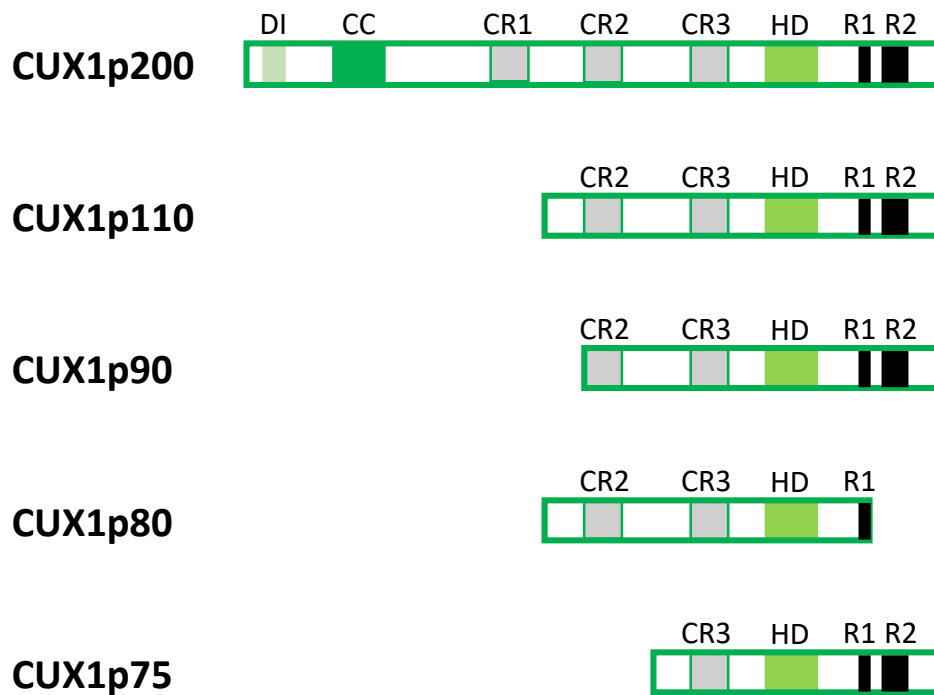 DI CC CR1 CR2 CR3 HD R1 R2
CUX1p200
CR2 CR3 HD R1 R2
CUX1p110
CR2 CR3 HD R1 R2
CUX1p90
CR2 CR3 HD R1
CUX1p80
CR3 HD R1 R2
CUX1p75